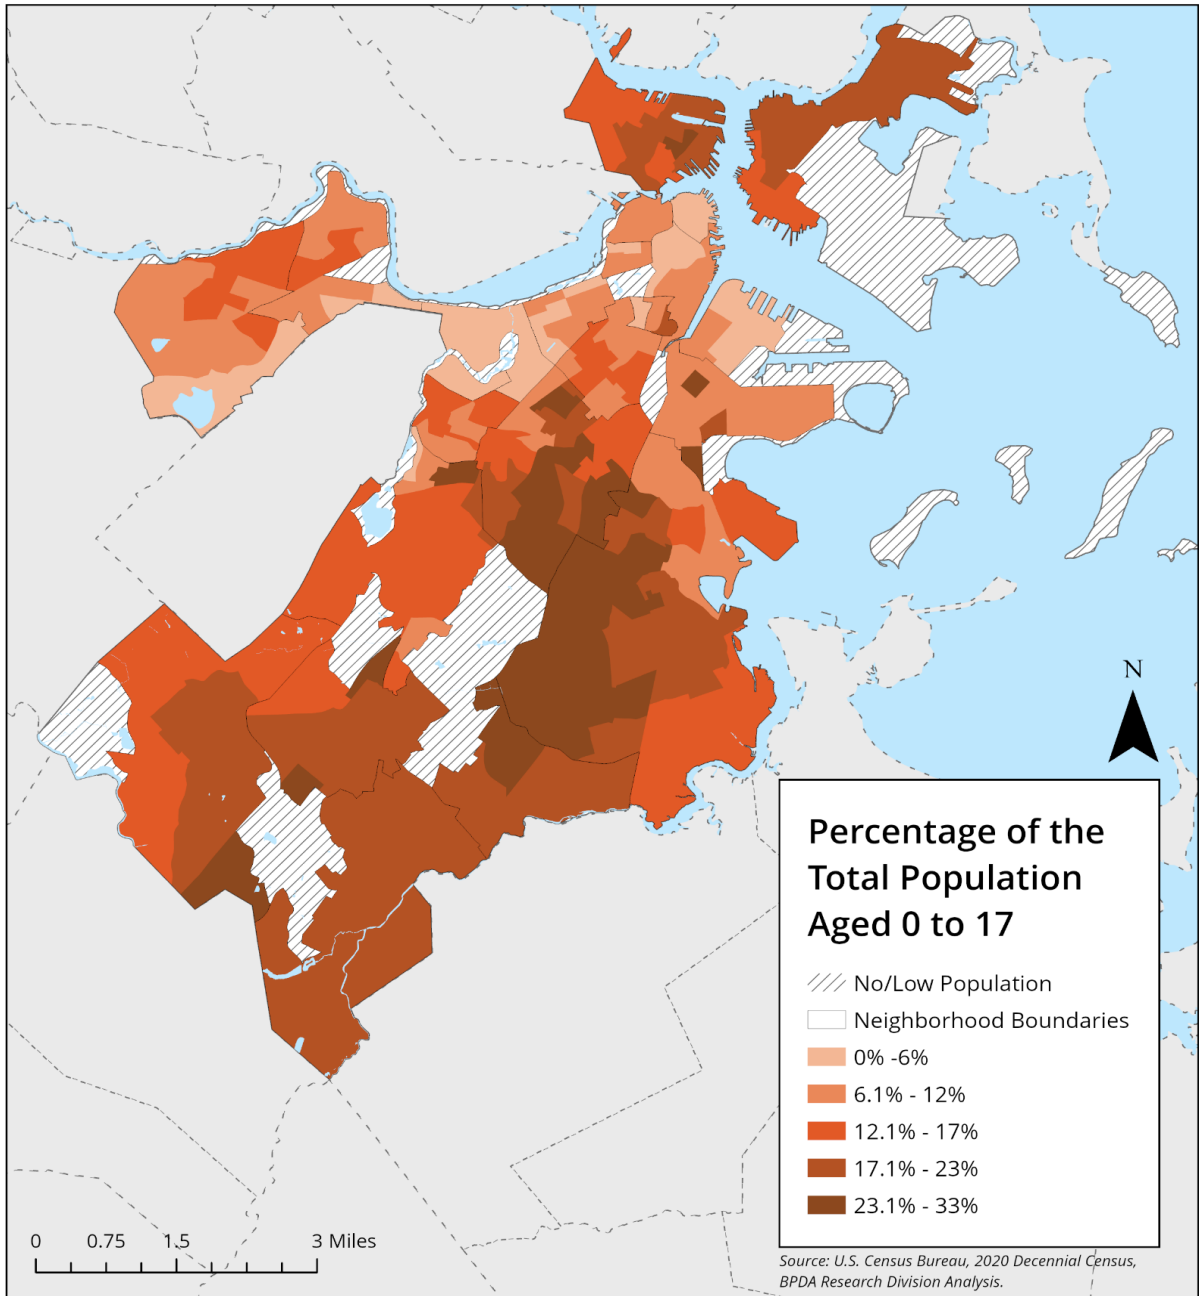 N
Percentage of the
Total Population
Aged 0 to 17
No/Low Population
Neighborhood Boundaries
0% -6%
6.1% - 12%
12.1% - 17%
17.1% - 23%
23.1% - 33%
0 0.75 1.5 3 Miles
Source: U.S. Census Bureau, 2020 Decennial Census,
BPDA Research Division Analysis.